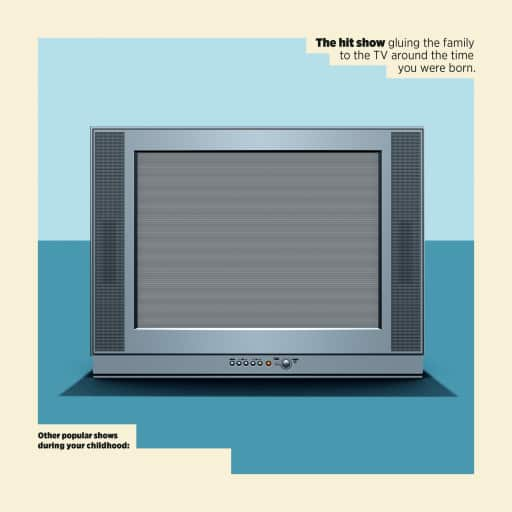 The hit show gluing the family
to the TV around the time
you were born.
Other popular shows
during your childhood: